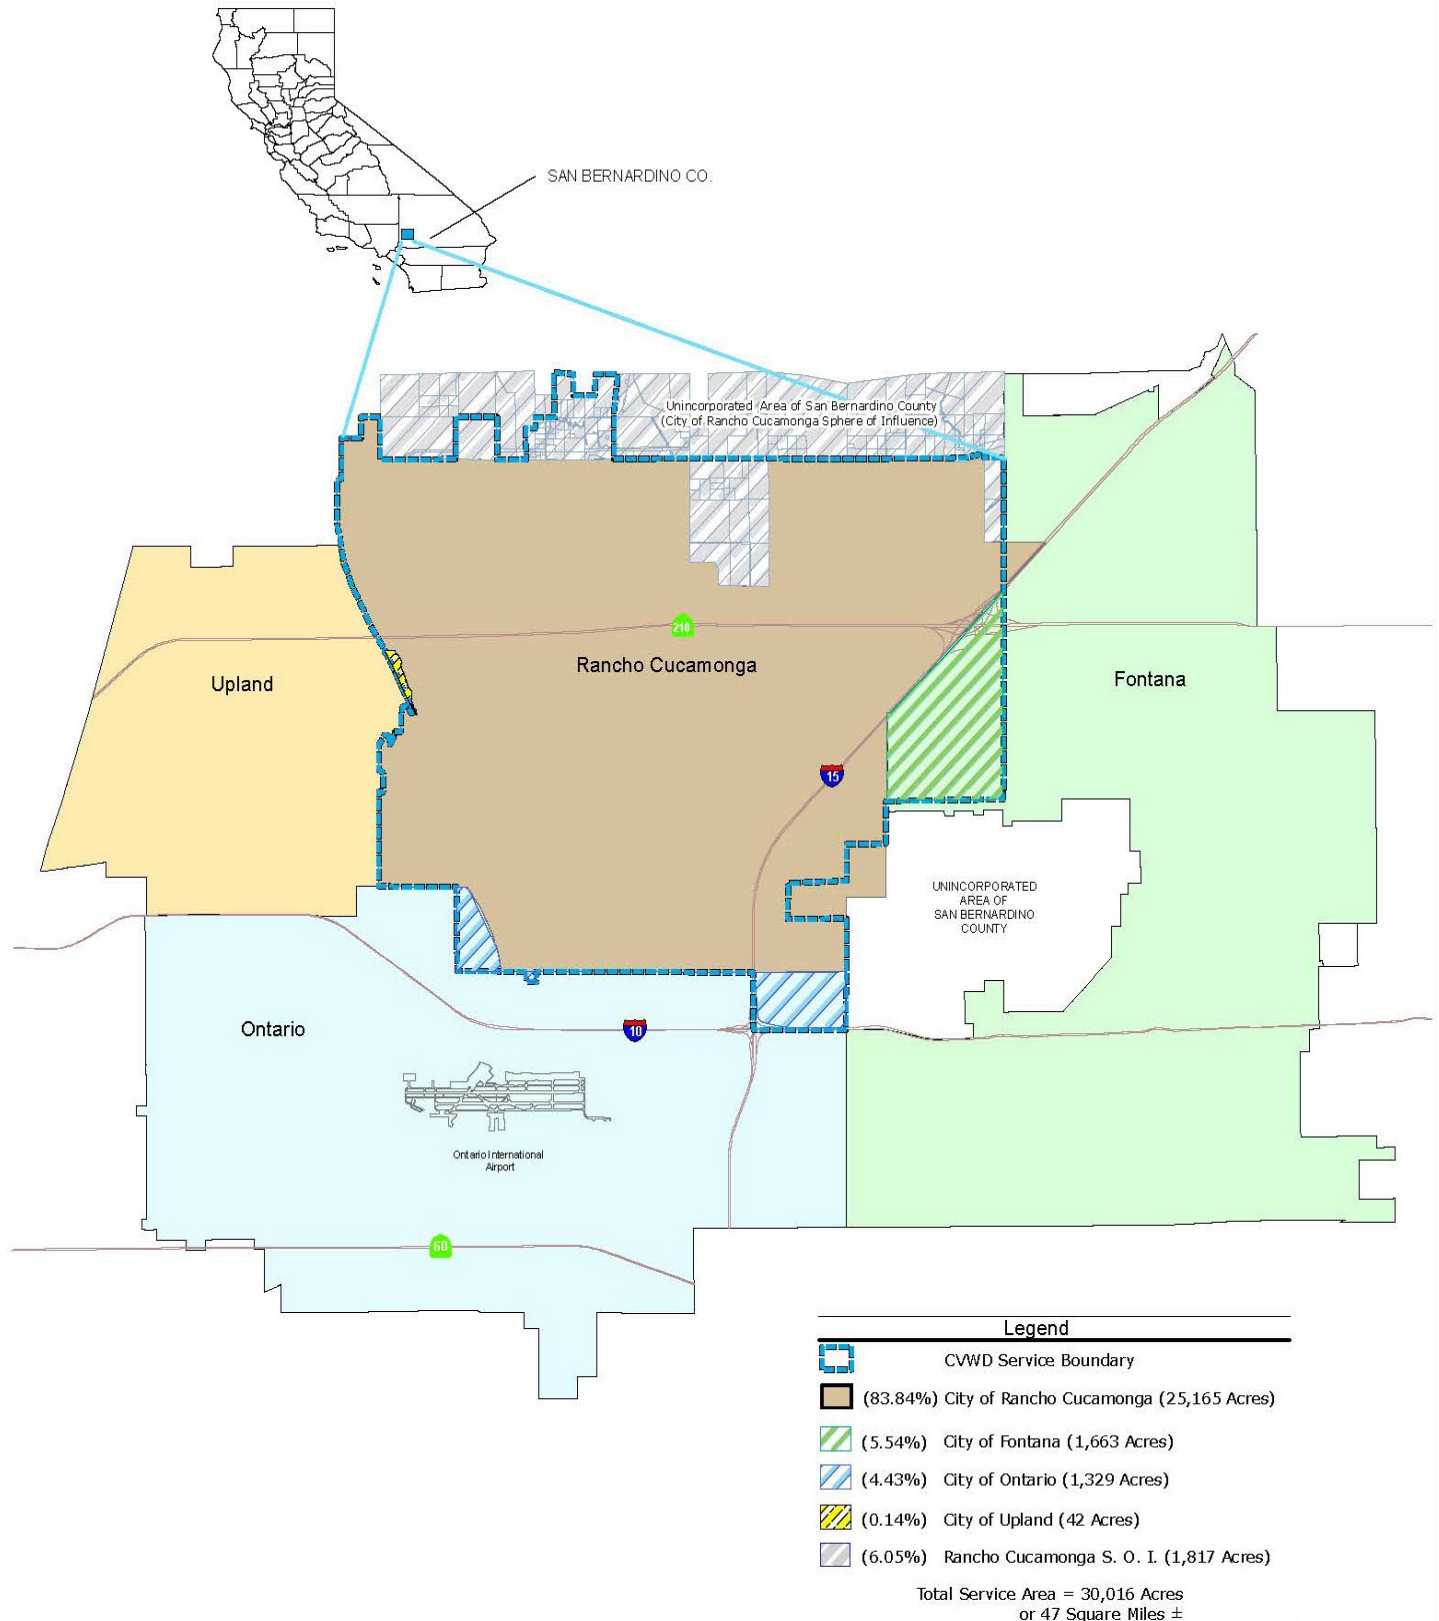 SAN BERNARDINO CO.
Unincorporated Area of San Bernardino County
(City of Rancho Cucamonga Sphere of Influence)
210
Rancho Cucamonga
Upland
Fontana
15
UNINCORPORATED
AREA OF
SAN BERNARDINO
COUNTY
Ontario
10
Ontario International
Airport
60
Legend
CVWD Service Boundary
(83.84%) City of Rancho Cucamonga (25,165 Acres)
(5.54%) City of Fontana (1,663 Acres)
(4.43%) City of Ontario (1,329 Acres)
(0.14%) City of Upland (42 Acres)
(6.05%) Rancho Cucamonga S. O. I. (1,817 Acres)
Total Service Area = 30,016 Acres
or 47 Square Miles ±